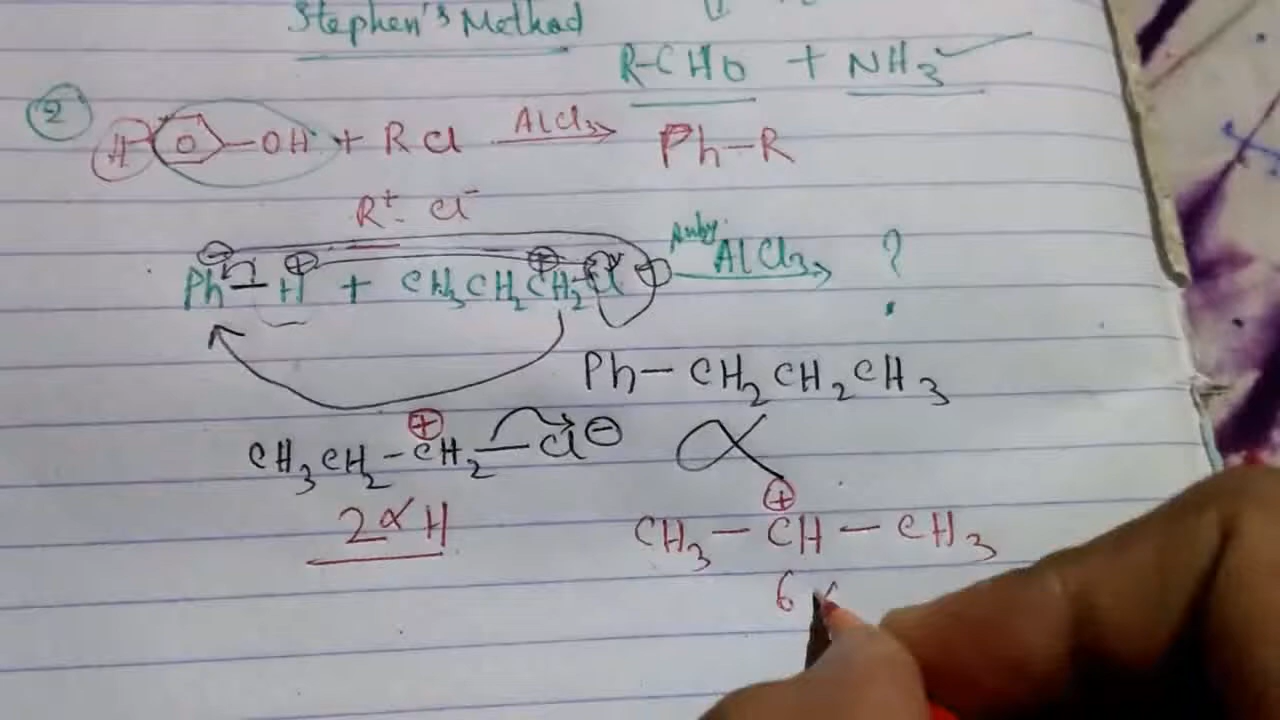 Stephen's Method
R-CHO + NH3
2 H-OH + RCl AlCl3 Ph-R
R+ Cl-
Ph-H + CH3CH2CH2-Cl Anhy. AlCl3 ?
Ph-CH2CH2CH3
CH3CH2-CH2-Cl
2αH
CH3-CH-CH3
6